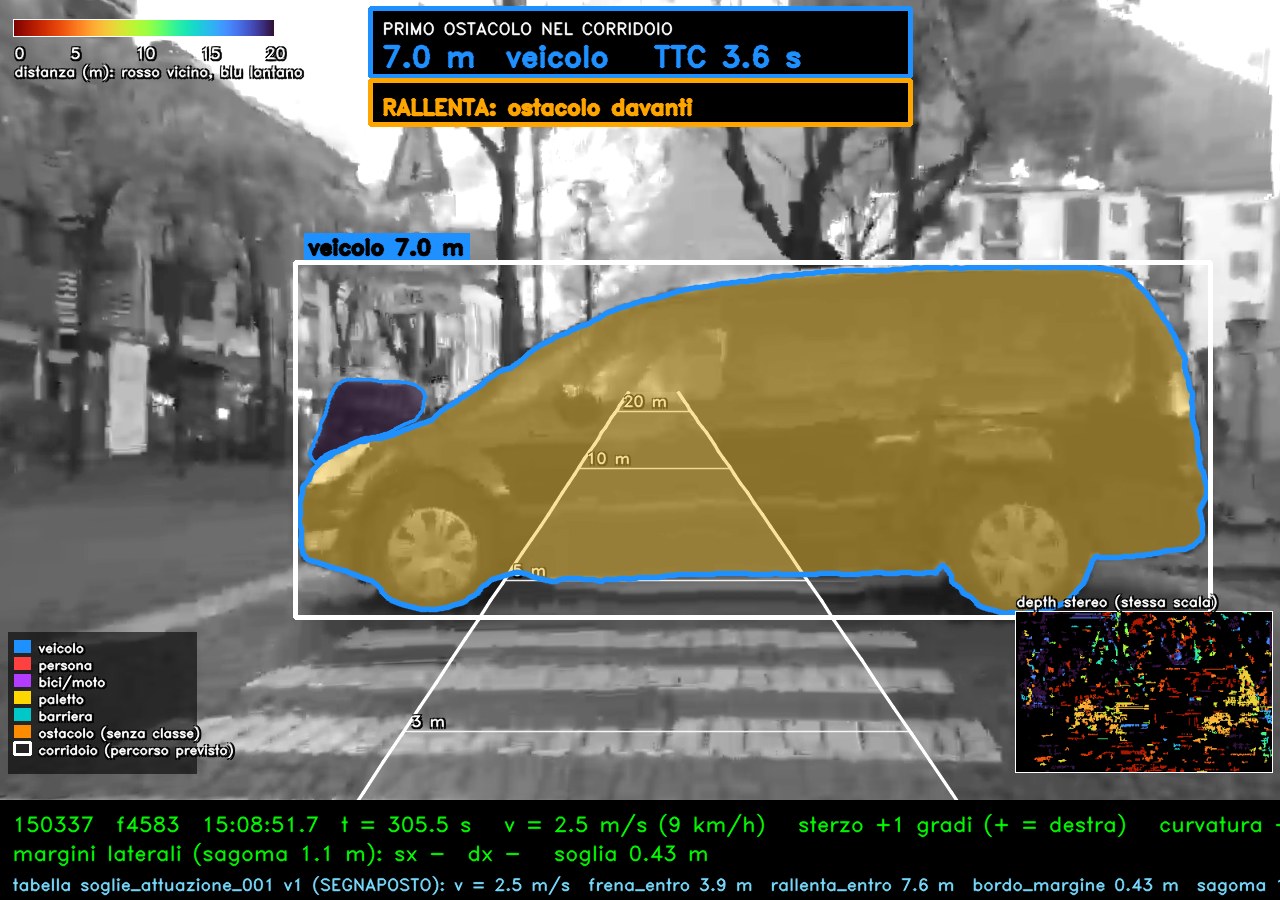 0 5 10 15 20
distanza (m): rosso vicino, blu lontano
PRIMO OSTACOLO NEL CORRIDOIO
7.0 m veicolo TTC 3.6 s
RALLENTA: ostacolo davanti
veicolo 7.0 m
20 m
10 m
5 m
3 m
depth stereo (stessa scala)
veicolo
persona
bici/moto
paletto
barriera
ostacolo (senza classe)
corridoio (percorso previsto)
150337 f4583 15:08:51.7 t = 305.5 s v = 2.5 m/s (9 km/h) sterzo +1 gradi (+ = destra) curvatura
margini laterali (sagoma 1.1 m): sx - dx - soglia 0.43 m
tabella soglie_attuazione_001 v1 (SEGNAPOSTO): v = 2.5 m/s frena_entro 3.9 m rallenta_entro 7.6 m bordo_margine 0.43 m sagoma